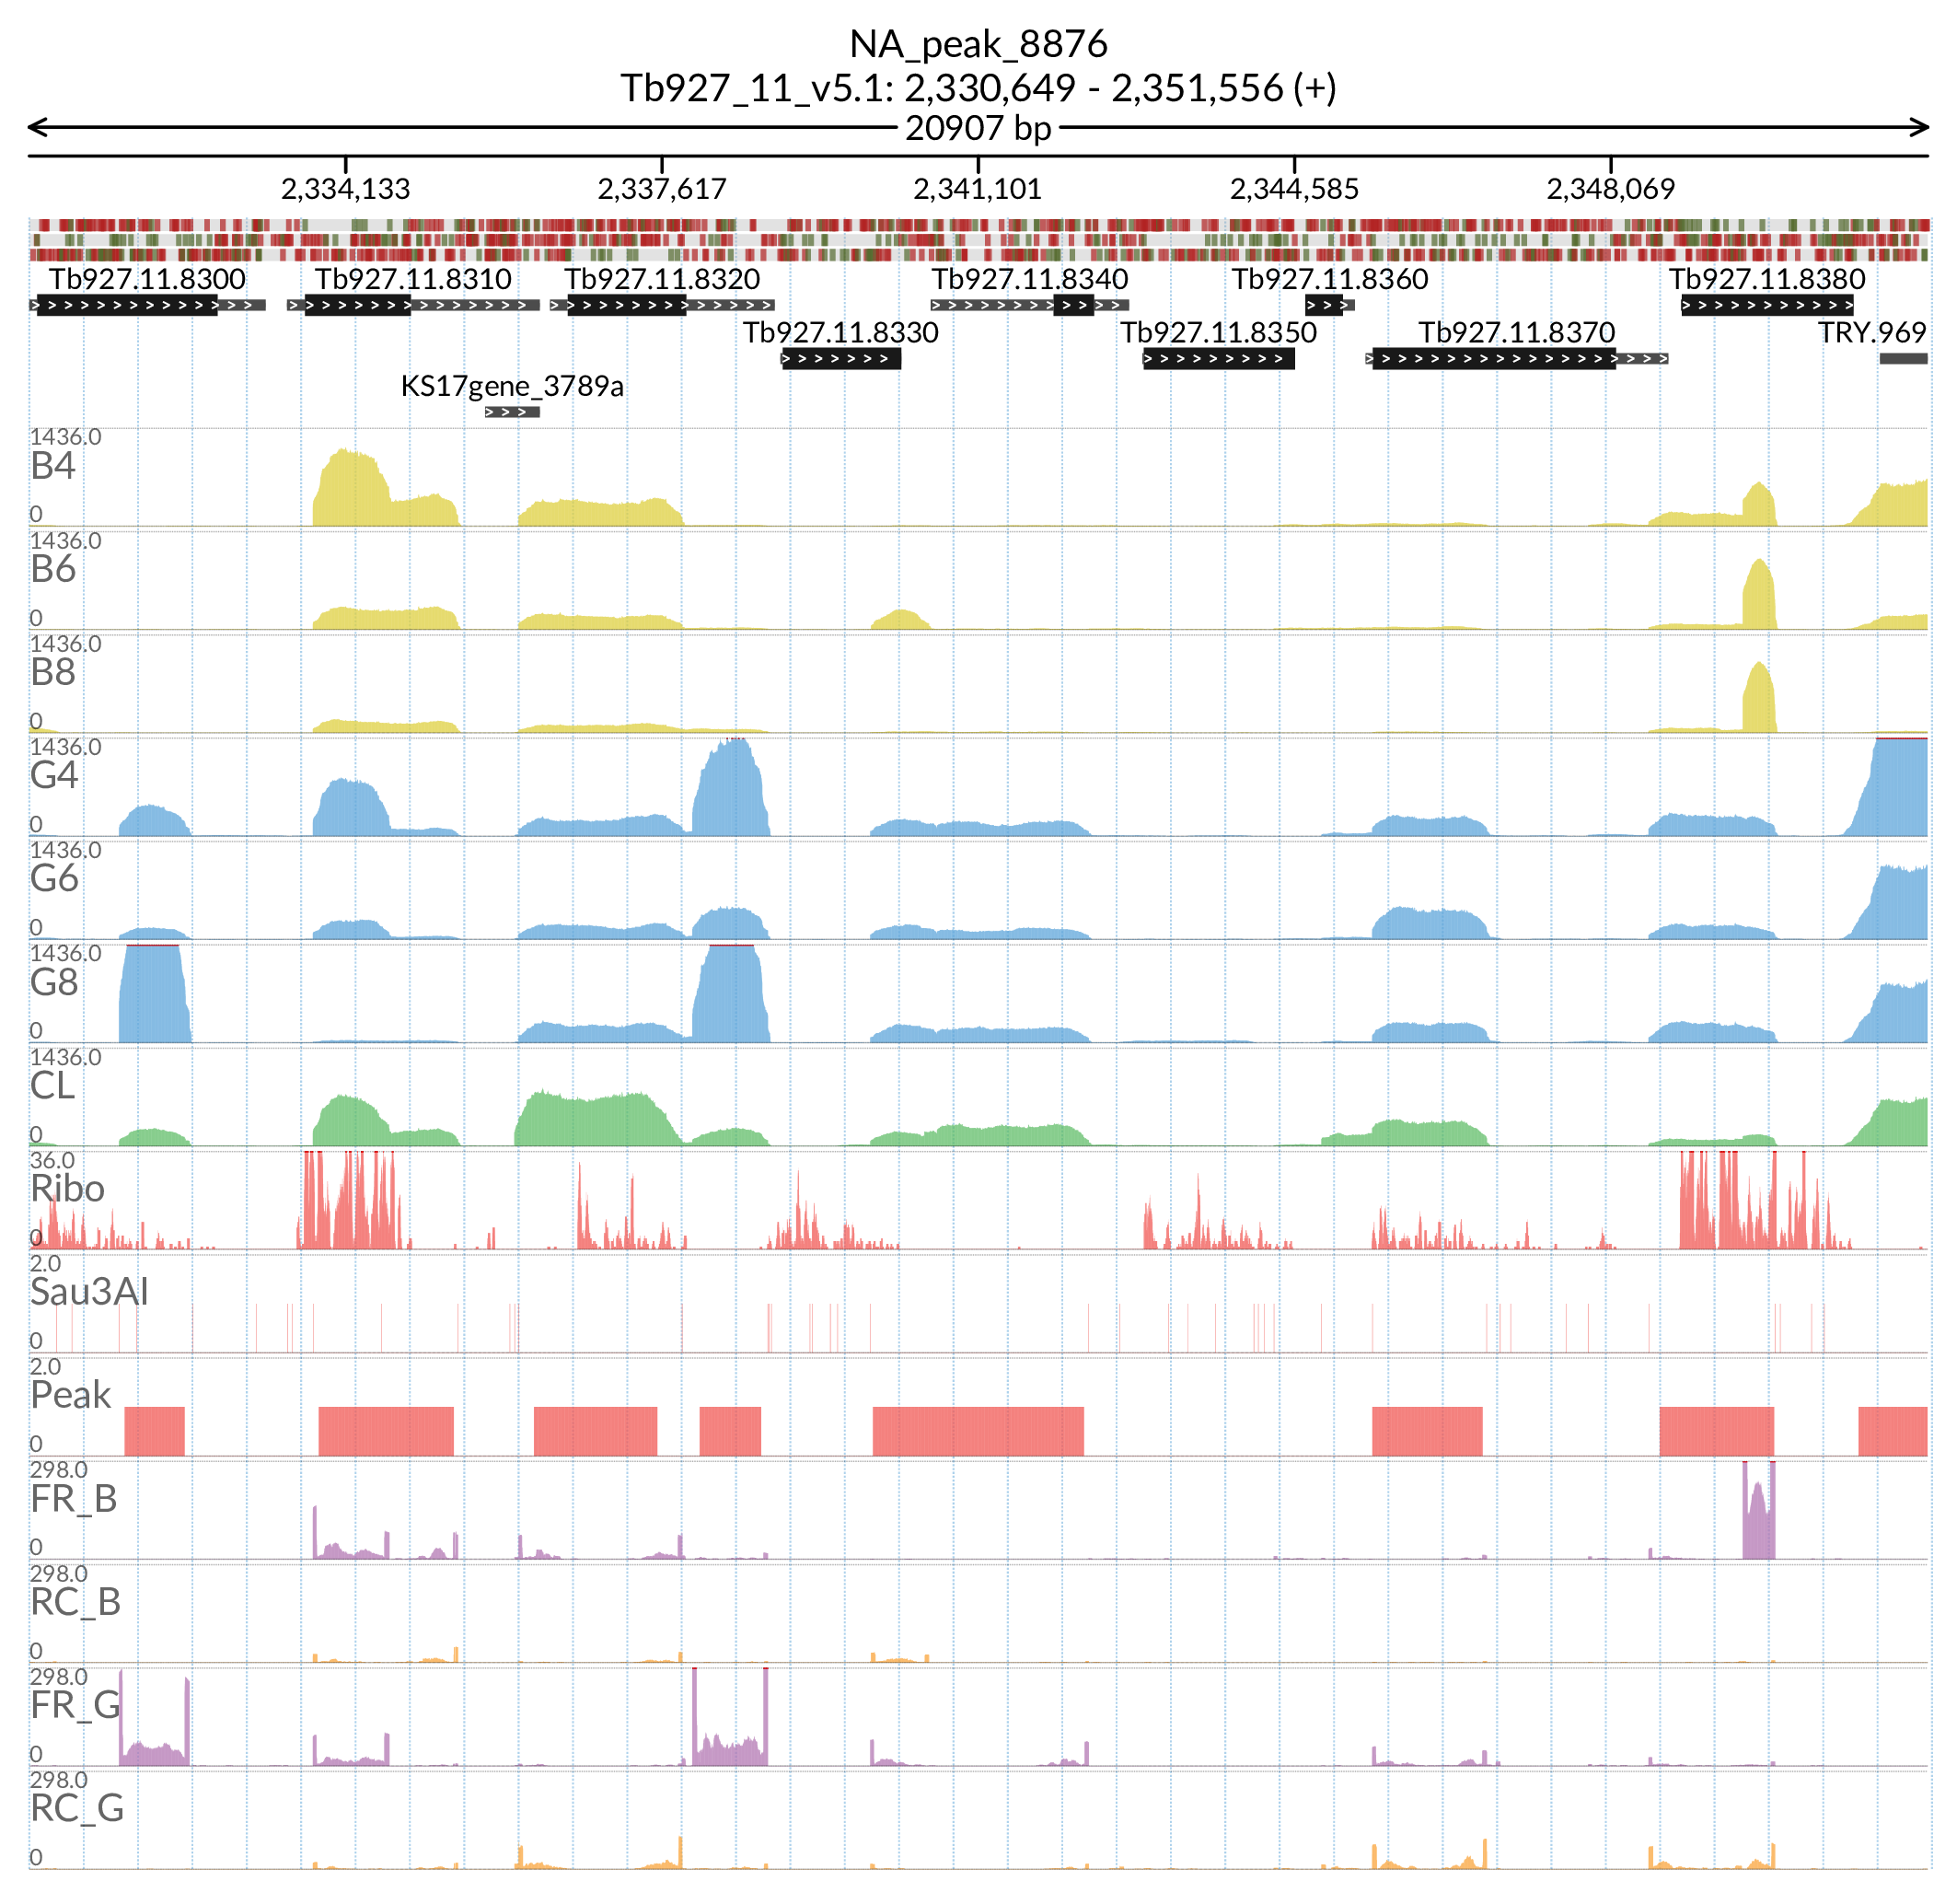 NA_peak_8876
Tb927_11_v5.1: 2,330,649 - 2,351,556 (+)
20907 bp
2,334,133 2,337,617 2,341,101 2,344,585 2,348,069
Tb927.11.8300 Tb927.11.8310 Tb927.11.8320 Tb927.11.8340 Tb927.11.8360 Tb927.11.8380
Tb927.11.8330 Tb927.11.8350 Tb927.11.8370 TRY.969
KS17gene_3789a
1436.0
B4
0
1436.0
B6
0
1436.0
B8
0
1436.0
G4
0
1436.0
G6
0
1436.0
G8
0
1436.0
CL
0
36.0
Ribo
0
2.0
Sau3AI
0
2.0
Peak
0
298.0
FR_B
0
298.0
RC_B
0
298.0
FR_G
0
298.0
RC_G
0